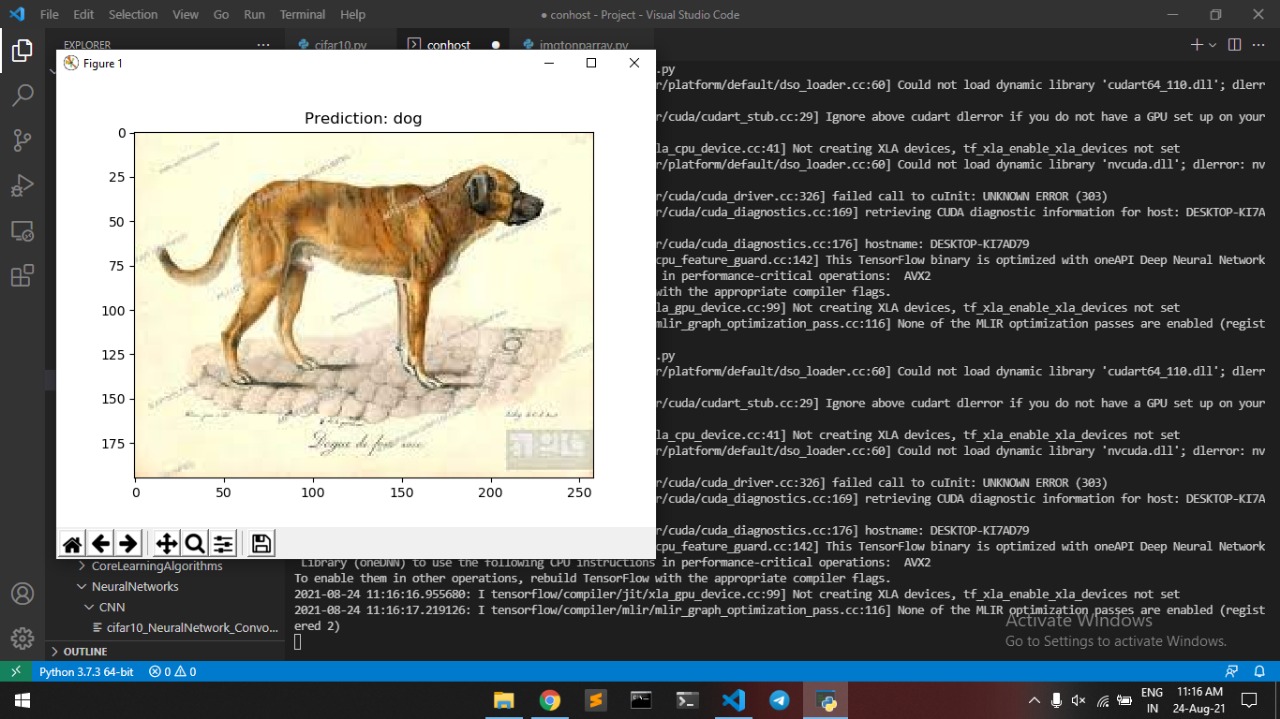 File Edit Selection View Go Run Terminal Help
● conhost - Project - Visual Studio Code
EXPLORER
cifar10.py
conhost
imgtonparray.py
Figure 1
Prediction: dog
0
25
50
75
100
125
150
175
0 50 100 150 200 250
Dogue de forte race.
.py
r/platform/default/dso_loader.cc:60] Could not load dynamic library 'cudart64_110.dll'; dlerr
r/cuda/cudart_stub.cc:29] Ignore above cudart dlerror if you do not have a GPU set up on your
la_cpu_device.cc:41] Not creating XLA devices, tf_xla_enable_xla_devices not set
r/platform/default/dso_loader.cc:60] Could not load dynamic library 'nvcuda.dll'; dlerror: nv
r/cuda/cuda_driver.cc:326] failed call to cuInit: UNKNOWN ERROR (303)
r/cuda/cuda_diagnostics.cc:169] retrieving CUDA diagnostic information for host: DESKTOP-KI7A
r/cuda/cuda_diagnostics.cc:176] hostname: DESKTOP-KI7AD79
cpu_feature_guard.cc:142] This TensorFlow binary is optimized with oneAPI Deep Neural Network
in performance-critical operations: AVX2
with the appropriate compiler flags.
la_gpu_device.cc:99] Not creating XLA devices, tf_xla_enable_xla_devices not set
mlir_graph_optimization_pass.cc:116] None of the MLIR optimization passes are enabled (regist
.py
r/platform/default/dso_loader.cc:60] Could not load dynamic library 'cudart64_110.dll'; dlerr
r/cuda/cudart_stub.cc:29] Ignore above cudart dlerror if you do not have a GPU set up on your
la_cpu_device.cc:41] Not creating XLA devices, tf_xla_enable_xla_devices not set
r/platform/default/dso_loader.cc:60] Could not load dynamic library 'nvcuda.dll'; dlerror: nv
r/cuda/cuda_driver.cc:326] failed call to cuInit: UNKNOWN ERROR (303)
r/cuda/cuda_diagnostics.cc:169] retrieving CUDA diagnostic information for host: DESKTOP-KI7A
r/cuda/cuda_diagnostics.cc:176] hostname: DESKTOP-KI7AD79
cpu_feature_guard.cc:142] This TensorFlow binary is optimized with oneAPI Deep Neural Network
Library (oneDNN) to use the following CPU instructions in performance-critical operations: AVX2
To enable them in other operations, rebuild TensorFlow with the appropriate compiler flags.
2021-08-24 11:16:16.955680: I tensorflow/compiler/jit/xla_gpu_device.cc:99] Not creating XLA devices, tf_xla_enable_xla_devices not set
2021-08-24 11:16:17.219126: I tensorflow/compiler/mlir/mlir_graph_optimization_pass.cc:116] None of the MLIR optimization passes are enabled (regist
ered 2)
CoreLearningAlgorithms
NeuralNetworks
CNN
cifar10_NeuralNetwork_Convo...
OUTLINE
Activate Windows
Go to Settings to activate Windows.
Python 3.7.3 64-bit 0 0
ENG
IN
11:16 AM
24-Aug-21